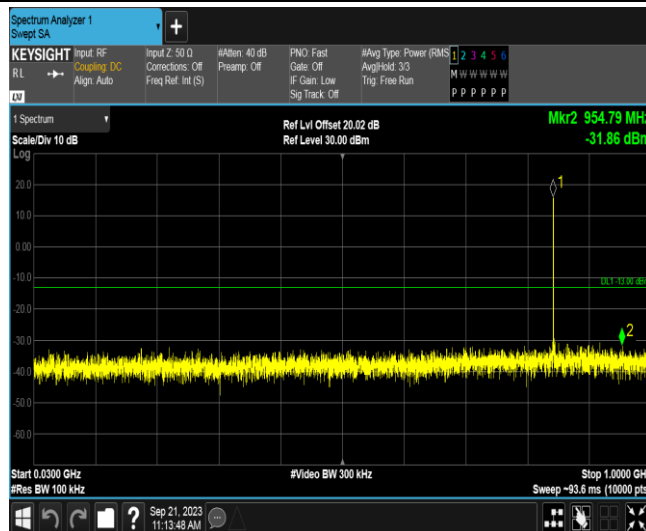 Spectrum Analyzer 1
Swept SA
KEYSIGHT
RL
LXI
Input: RF
Coupling: DC
Align: Auto
Input Z: 50 Ω
Corrections: Off
Freq Ref: Int (S)
#Atten: 40 dB
Preamp: Off
PNO: Fast
Gate: Off
IF Gain: Low
Sig Track: Off
#Avg Type: Power (RMS
Avg|Hold: 3/3
Trig: Free Run
1 2 3 4 5 6
M W W W W W
P P P P P P
1 Spectrum
Scale/Div 10 dB
Ref Lvl Offset 20.02 dB
Ref Level 30.00 dBm
Mkr2 954.79 MHz
-31.86 dBm
Log
20.0
10.0
0.00
-10.0
-20.0
-30.0
-40.0
-50.0
-60.0
1
DL1 -13.00 dBm
2
Start 0.0300 GHz
#Res BW 100 kHz
#Video BW 300 kHz
Stop 1.0000 GH
Sweep ~93.6 ms (10000 pts
?
Sep 21, 2023
11:13:48 AM